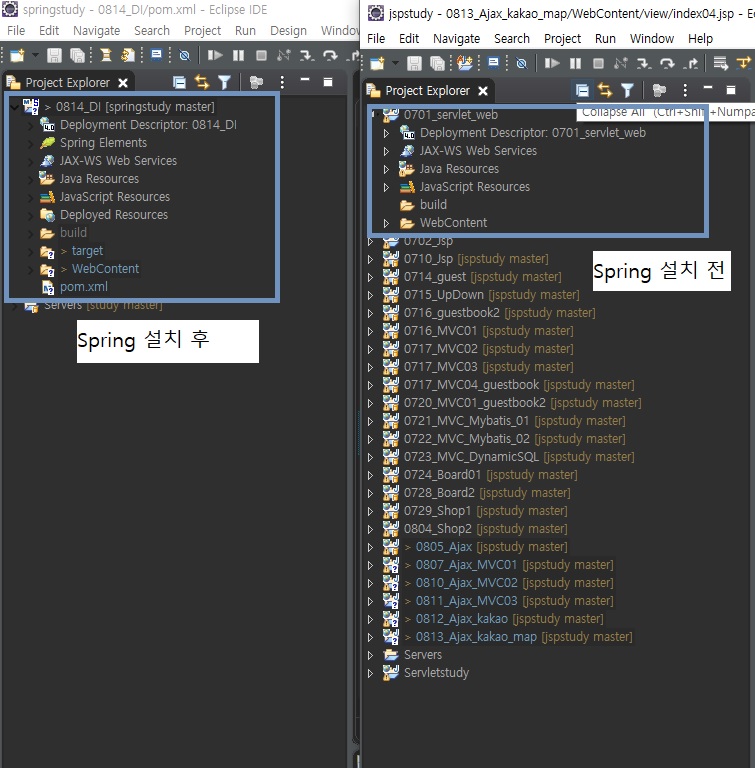 springstudy - 0814_DI/pom.xml - Eclipse IDE
File Edit Navigate Search Project Run Design Window
Project Explorer
> 0814_DI [springstudy master]
Deployment Descriptor: 0814_DI
Spring Elements
JAX-WS Web Services
Java Resources
JavaScript Resources
Deployed Resources
build
> target
> WebContent
pom.xml
Servers [study master]
Spring 설치 후
jspstudy - 0813_Ajax_kakao_map/WebContent/view/index04.jsp - Eclipse IDE
File Edit Navigate Search Project Run Window Help
Project Explorer
Collapse All (Ctrl+Shift+Numpa
0701_servlet_web
Deployment Descriptor: 0701_servlet_web
JAX-WS Web Services
Java Resources
JavaScript Resources
build
WebContent
0702_Jsp
0710_Jsp [jspstudy master]
0714_guest [jspstudy master]
0715_UpDown [jspstudy master]
0716_guestbook2 [jspstudy master]
0716_MVC01 [jspstudy master]
0717_MVC02 [jspstudy master]
0717_MVC03 [jspstudy master]
0717_MVC04_guestbook [jspstudy master]
0720_MVC01_guestbook2 [jspstudy master]
0721_MVC_Mybatis_01 [jspstudy master]
0722_MVC_Mybatis_02 [jspstudy master]
0723_MVC_DynamicSQL [jspstudy master]
0724_Board01 [jspstudy master]
0728_Board2 [jspstudy master]
0729_Shop1 [jspstudy master]
0804_Shop2 [jspstudy master]
> 0805_Ajax [jspstudy master]
> 0807_Ajax_MVC01 [jspstudy master]
> 0810_Ajax_MVC02 [jspstudy master]
> 0811_Ajax_MVC03 [jspstudy master]
> 0812_Ajax_kakao [jspstudy master]
> 0813_Ajax_kakao_map [jspstudy master]
Servers
Servletstudy
Spring 설치 전